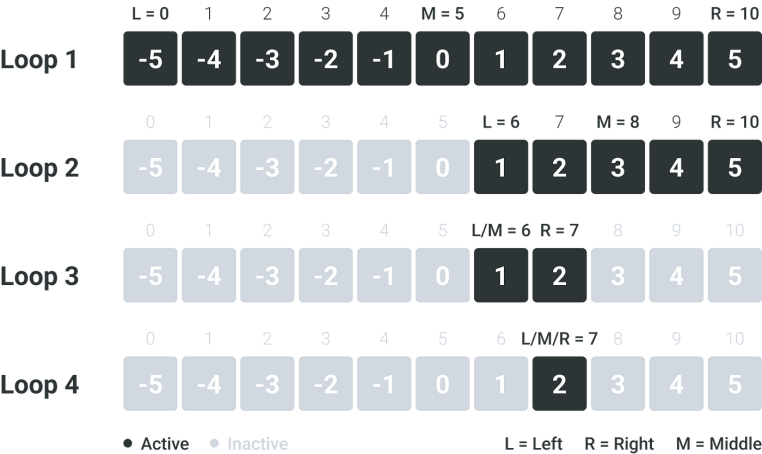 L = 0 1 2 3 4 M = 5 6 7 8 9 R = 10
Loop 1 -5 -4 -3 -2 -1 0 1 2 3 4 5
0 1 2 3 4 5 L = 6 7 M = 8 9 R = 10
Loop 2 -5 -4 -3 -2 -1 0 1 2 3 4 5
0 1 2 3 4 5 L/M = 6 R = 7 8 9 10
Loop 3 -5 -4 -3 -2 -1 0 1 2 3 4 5
0 1 2 3 4 5 6 L/M/R = 7 8 9 10
Loop 4 -5 -4 -3 -2 -1 0 1 2 3 4 5
Active Inactive L = Left R = Right M = Middle